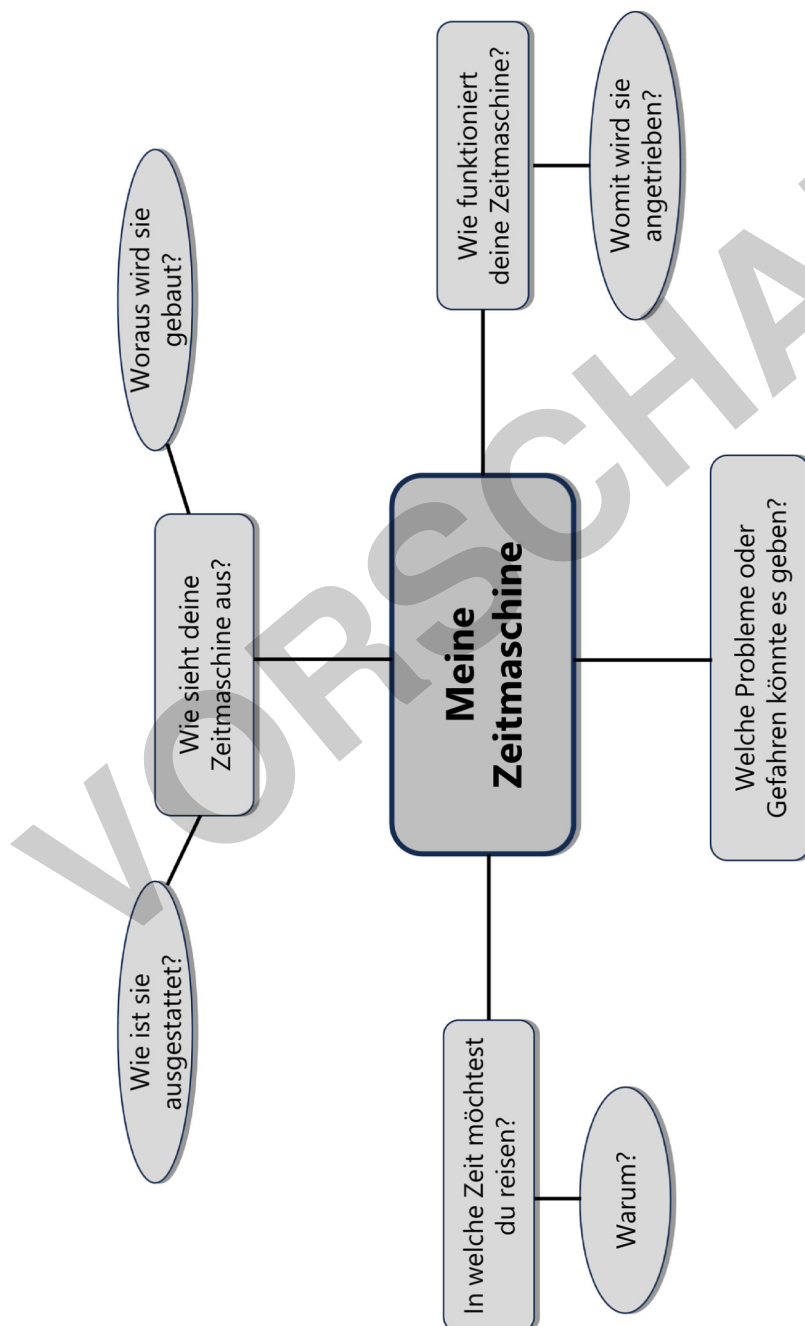 Wie ist sie
ausgestattet?
Wie sieht deine
Zeitmaschine aus?
Woraus wird sie
gebaut?
In welche Zeit möchtest
du reisen?
Warum?
Meine
Zeitmaschine
Wie funktioniert
deine Zeitmaschine?
Womit wird sie
angetrieben?
Welche Probleme oder
Gefahren könnte es geben?
VORSCHA